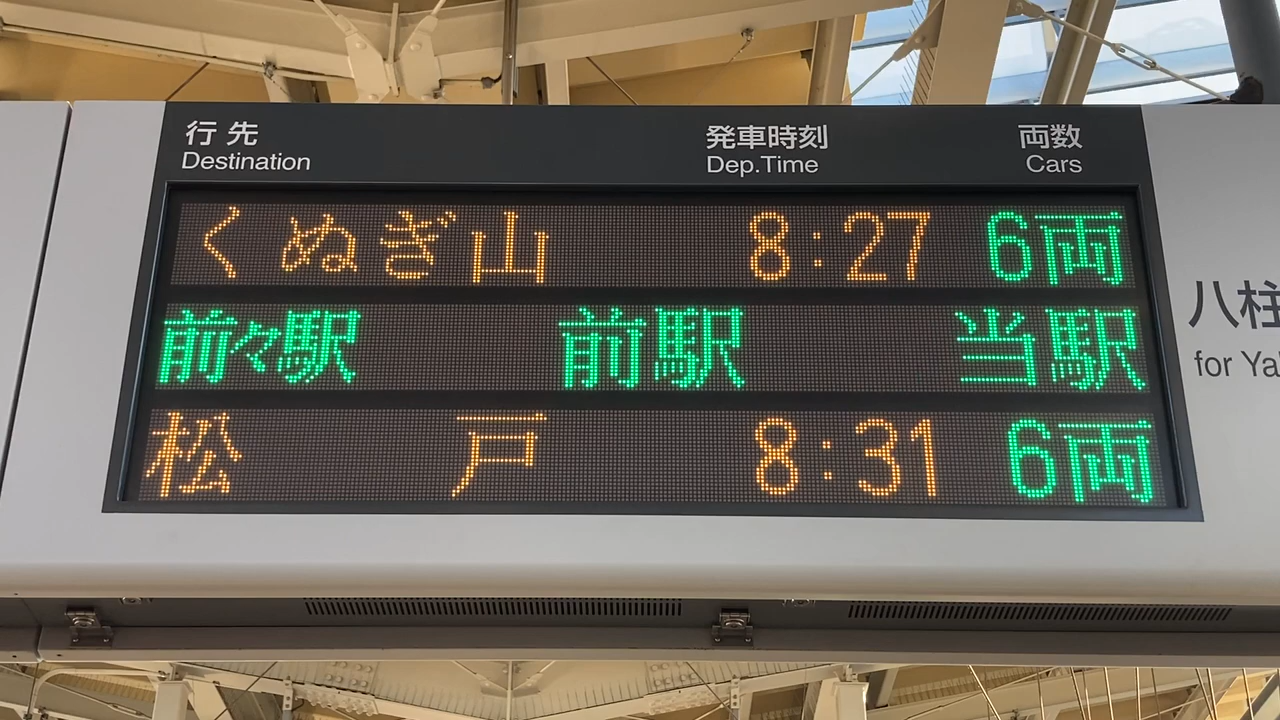 行先 発車時刻 両数
Destination Dep.Time Cars
くぬぎ山 8:27 6両
前々駅 前駅 当駅
松戸 8:31 6両
八柱
for Ya